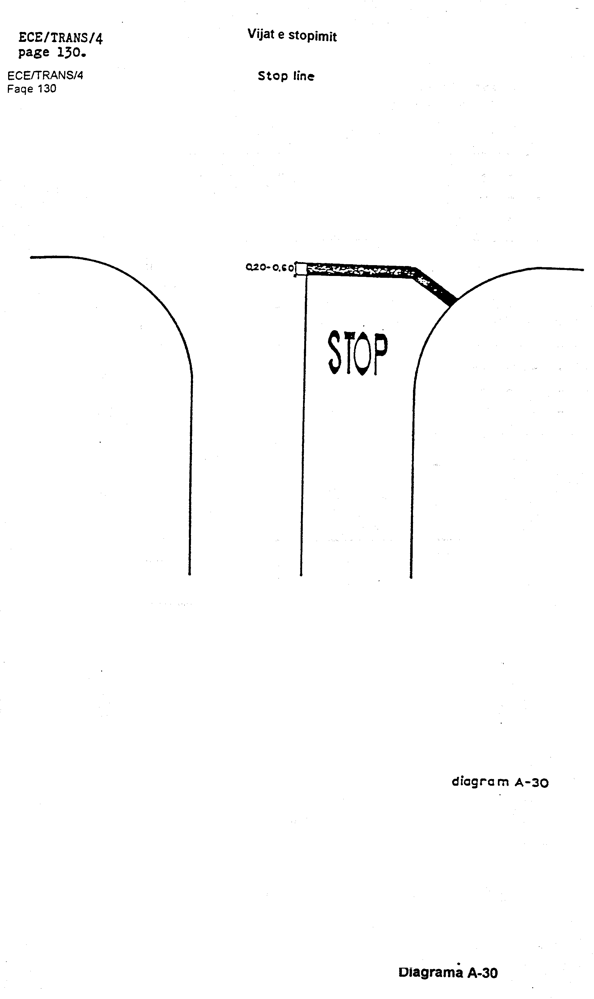 ECE/TRANS/4
page 130.
ECE/TRANS/4
Faqe 130
Vijat e stopimit
Stop line
0,20-0,60
STOP
diagram A-30
Diagrama A-30